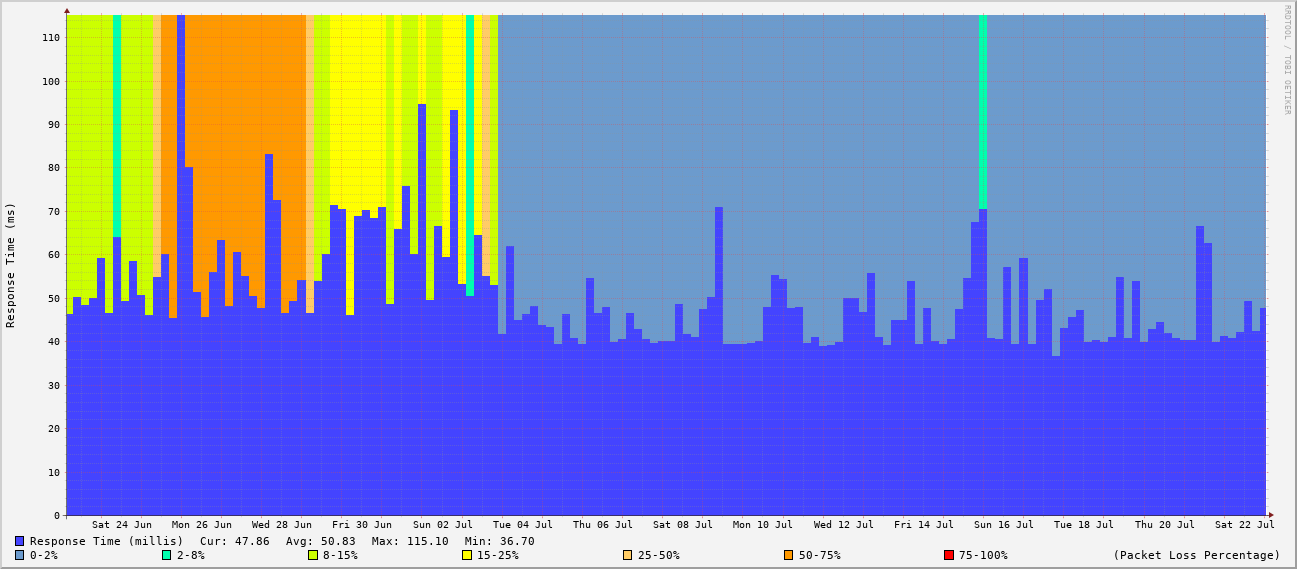 RRDTOOL / TOBI OETIKER
Response Time (ms)
110
100
90
80
70
60
50
40
30
20
10
0
Sat 24 Jun Mon 26 Jun Wed 28 Jun Fri 30 Jun Sun 02 Jul Tue 04 Jul Thu 06 Jul Sat 08 Jul Mon 10 Jul Wed 12 Jul Fri 14 Jul Sun 16 Jul Tue 18 Jul Thu 20 Jul Sat 22 Jul
Response Time (millis) Cur: 47.86 Avg: 50.83 Max: 115.10 Min: 36.70
0-2% 2-8% 8-15% 15-25% 25-50% 50-75% 75-100% (Packet Loss Percentage)